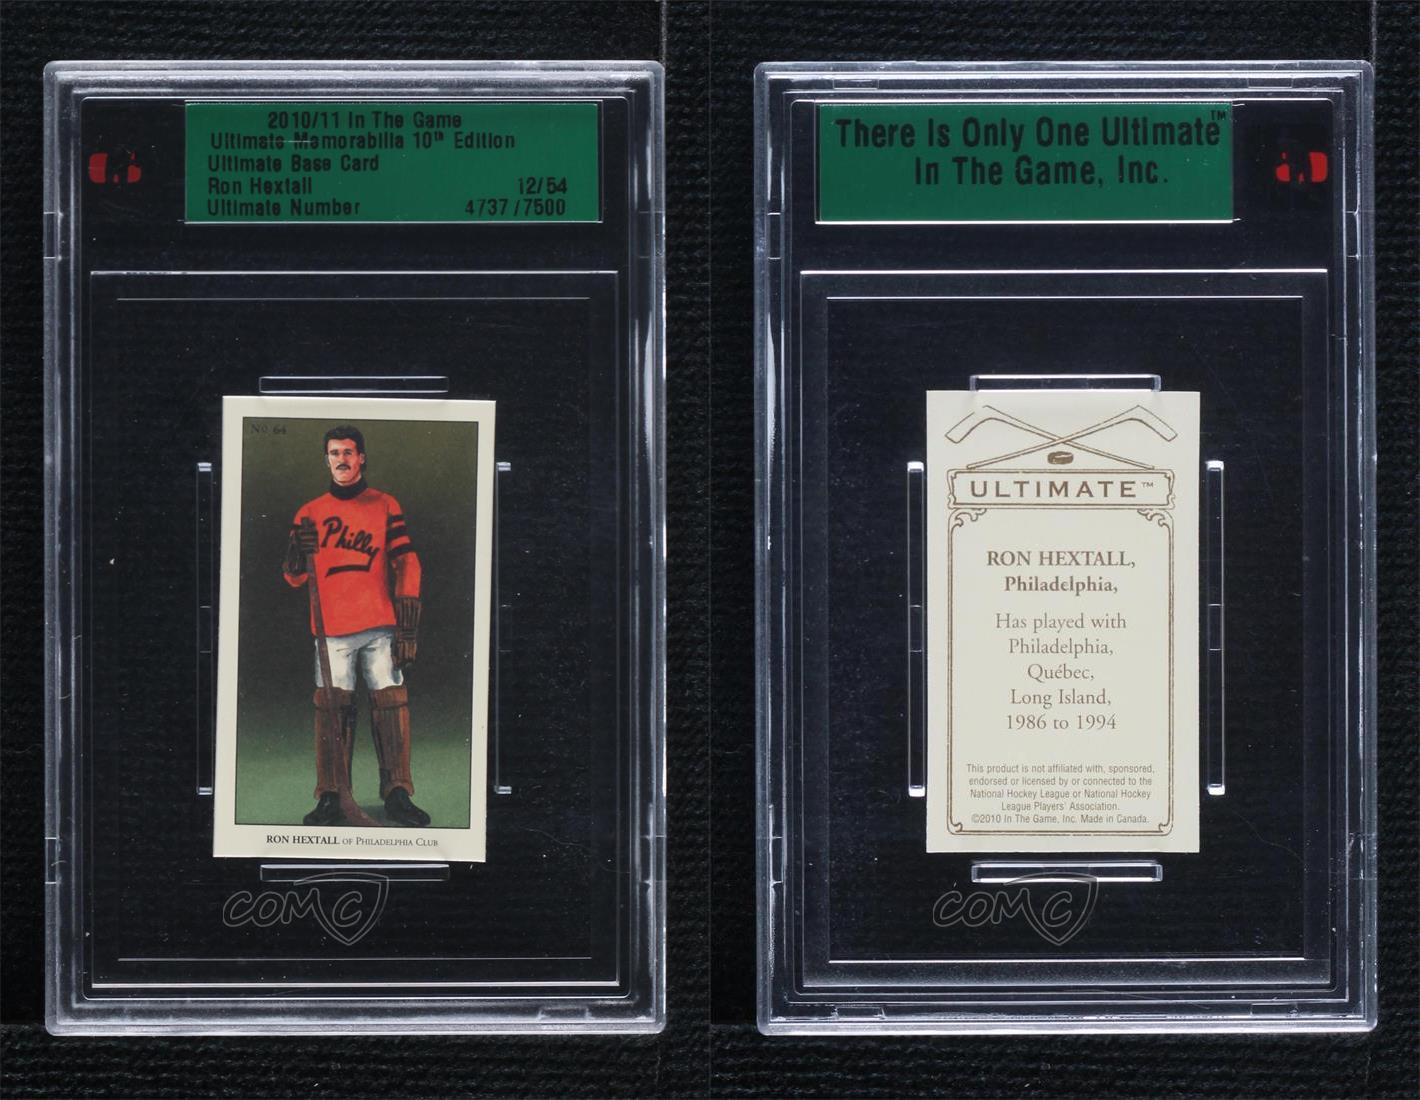 2010/11 In The Game
Ultimate Memorabilia 10th Edition
Ultimate Base Card
Ron Hextall 12/54
Ultimate Number 4737/7500
No 64
Philly
RON HEXTALL OF PHILADELPHIA CLUB
COMC
There Is Only One Ultimate™
In The Game, Inc.
ULTIMATE™
RON HEXTALL,
Philadelphia,
Has played with
Philadelphia,
Québec,
Long Island,
1986 to 1994
This product is not affiliated with, sponsored,
endorsed or licensed by or connected to the
National Hockey League or National Hockey
League Players' Association.
©2010 In The Game, Inc. Made in Canada.
COMC